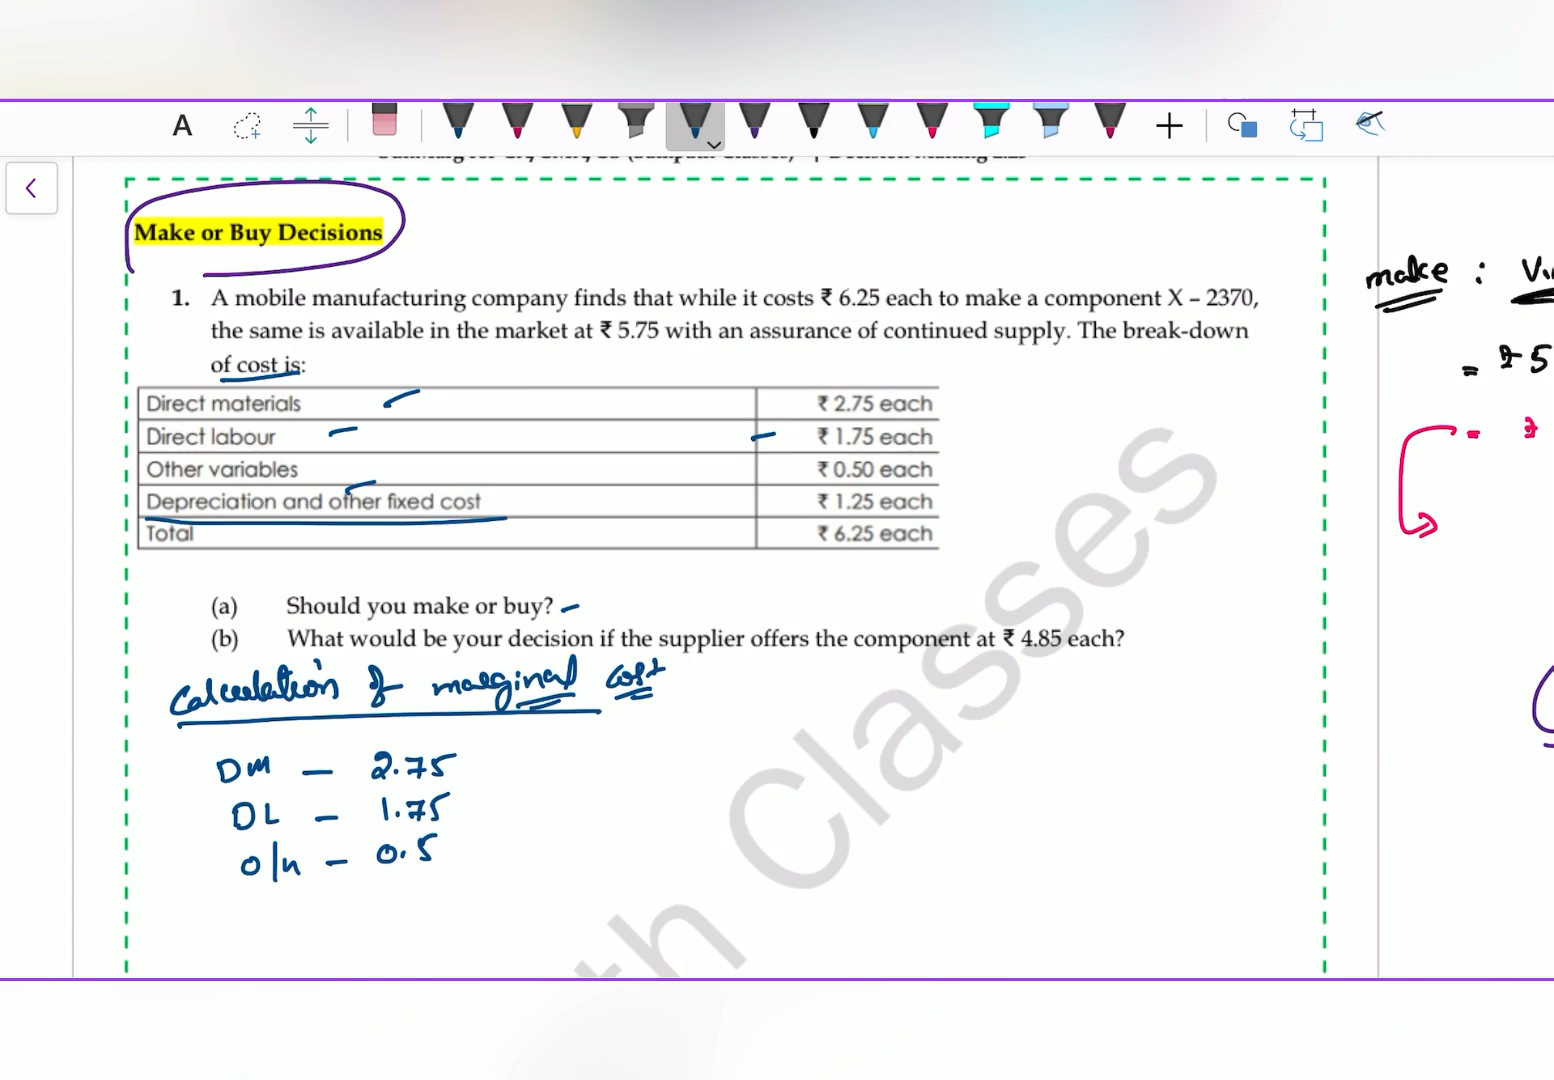 A
Make or Buy Decisions
1. A mobile manufacturing company finds that while it costs ₹ 6.25 each to make a component X – 2370,
the same is available in the market at ₹ 5.75 with an assurance of continued supply. The break-down
of cost is:
Direct materials ₹ 2.75 each
Direct labour ₹ 1.75 each
Other variables ₹ 0.50 each
Depreciation and other fixed cost ₹ 1.25 each
Total ₹ 6.25 each
(a) Should you make or buy?
(b) What would be your decision if the supplier offers the component at ₹ 4.85 each?
Calculation of marginal cost
DM — 2.75
DL — 1.75
O/h — 0.5
make :
= ₹ 5
= ₹
th Classes